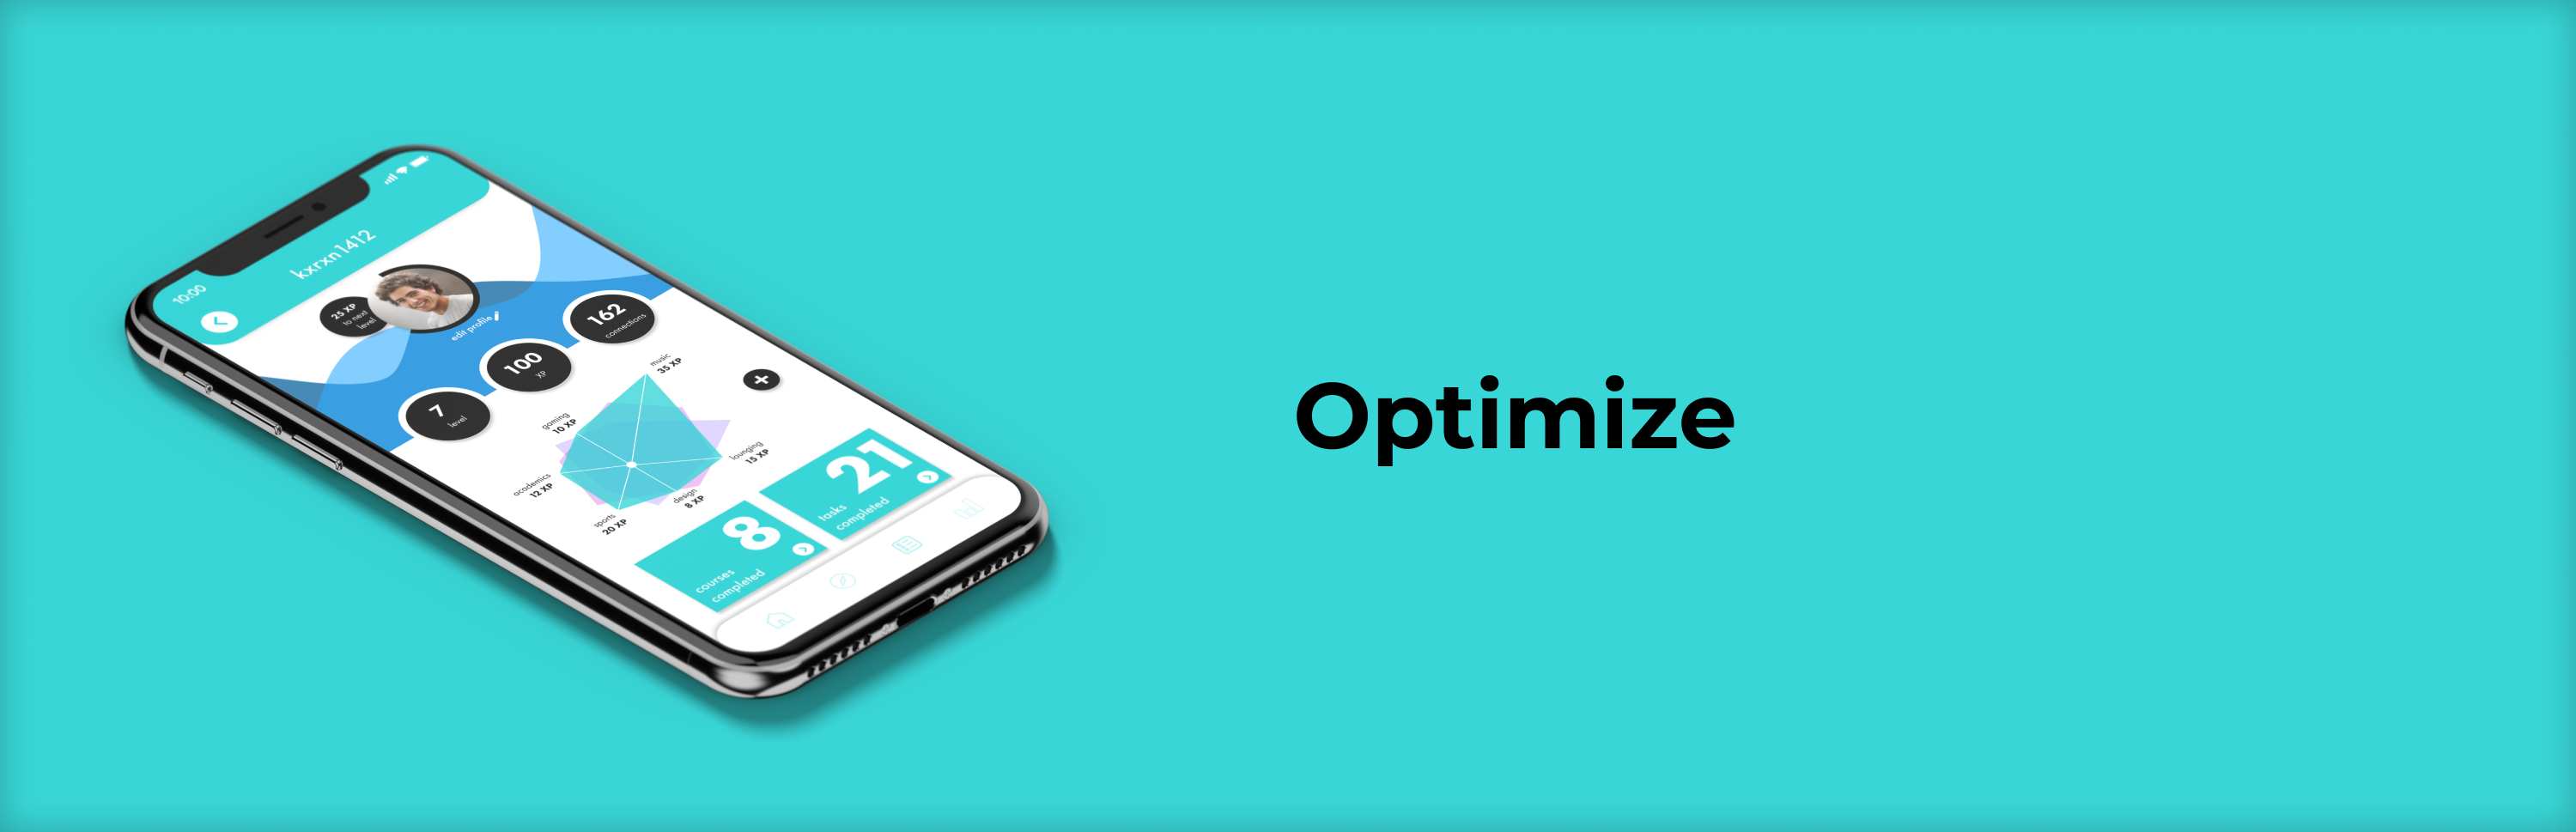 10:00
kxrxn1412
25 XP
to next
level
edit profile
7
level
100
XP
162
connections
music
35 XP
gaming
10 XP
lounging
15 XP
academics
12 XP
design
8 XP
sports
20 XP
8
courses
completed
21
tasks
completed
Optimize